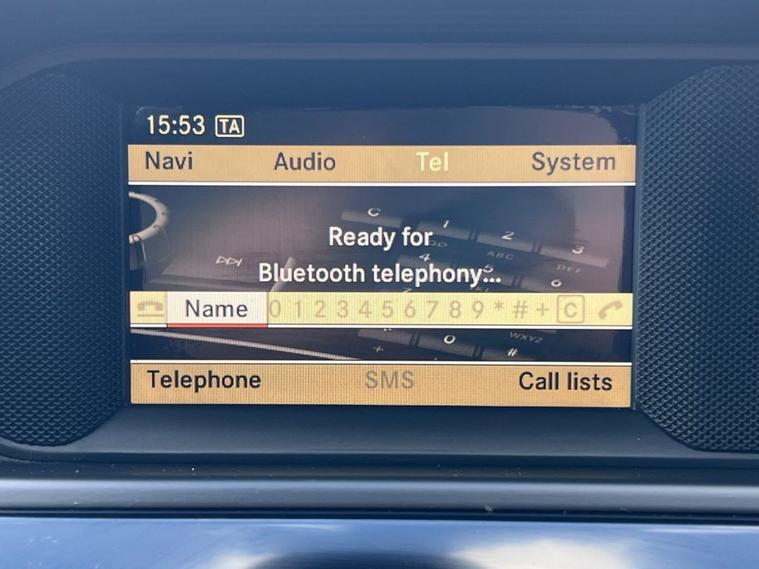 15:53 TA
Navi Audio Tel System
Ready for
Bluetooth telephony...
Name 0 1 2 3 4 5 6 7 8 9 * # + C
Telephone SMS Call lists